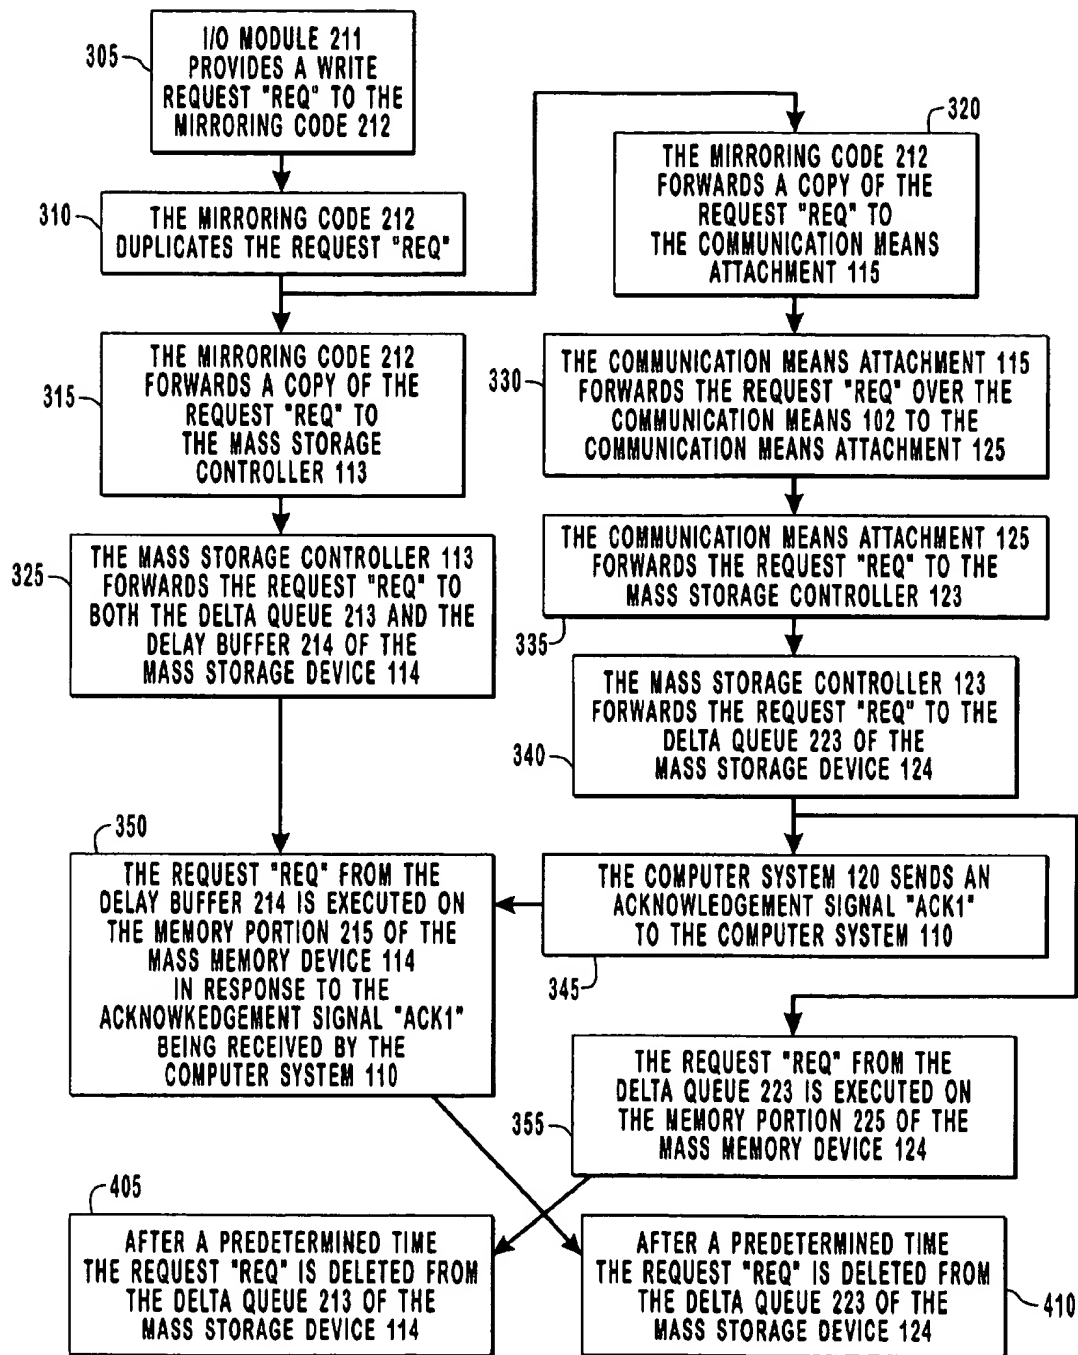 305
I/O MODULE 211
PROVIDES A WRITE
REQUEST "REQ" TO THE
MIRRORING CODE 212
310
THE MIRRORING CODE 212
DUPLICATES THE REQUEST "REQ"
315
THE MIRRORING CODE 212
FORWARDS A COPY OF THE
REQUEST "REQ" TO
THE MASS STORAGE
CONTROLLER 113
325
THE MASS STORAGE CONTROLLER 113
FORWARDS THE REQUEST "REQ" TO
BOTH THE DELTA QUEUE 213 AND THE
DELAY BUFFER 214 OF THE
MASS STORAGE DEVICE 114
320
THE MIRRORING CODE 212
FORWARDS A COPY OF THE
REQUEST "REQ" TO
THE COMMUNICATION MEANS
ATTACHMENT 115
330
THE COMMUNICATION MEANS ATTACHMENT 115
FORWARDS THE REQUEST "REQ" OVER THE
COMMUNICATION MEANS 102 TO THE
COMMUNICATION MEANS ATTACHMENT 125
THE COMMUNICATION MEANS ATTACHMENT 125
FORWARDS THE REQUEST "REQ" TO THE
MASS STORAGE CONTROLLER 123
335
THE MASS STORAGE CONTROLLER 123
FORWARDS THE REQUEST "REQ" TO THE
DELTA QUEUE 223 OF THE
MASS STORAGE DEVICE 124
340
THE COMPUTER SYSTEM 120 SENDS AN
ACKNOWLEDGEMENT SIGNAL "ACK1"
TO THE COMPUTER SYSTEM 110
345
350
THE REQUEST "REQ" FROM THE
DELAY BUFFER 214 IS EXECUTED ON
THE MEMORY PORTION 215 OF THE
MASS MEMORY DEVICE 114
IN RESPONSE TO THE
ACKNOWKEDGEMENT SIGNAL "ACK1"
BEING RECEIVED BY THE
COMPUTER SYSTEM 110
355
THE REQUEST "REQ" FROM THE
DELTA QUEUE 223 IS EXECUTED ON
THE MEMORY PORTION 225 OF THE
MASS MEMORY DEVICE 124
405
AFTER A PREDETERMINED TIME
THE REQUEST "REQ" IS DELETED FROM
THE DELTA QUEUE 213 OF THE
MASS STORAGE DEVICE 114
AFTER A PREDETERMINED TIME
THE REQUEST "REQ" IS DELETED FROM
THE DELTA QUEUE 223 OF THE
MASS STORAGE DEVICE 124
410